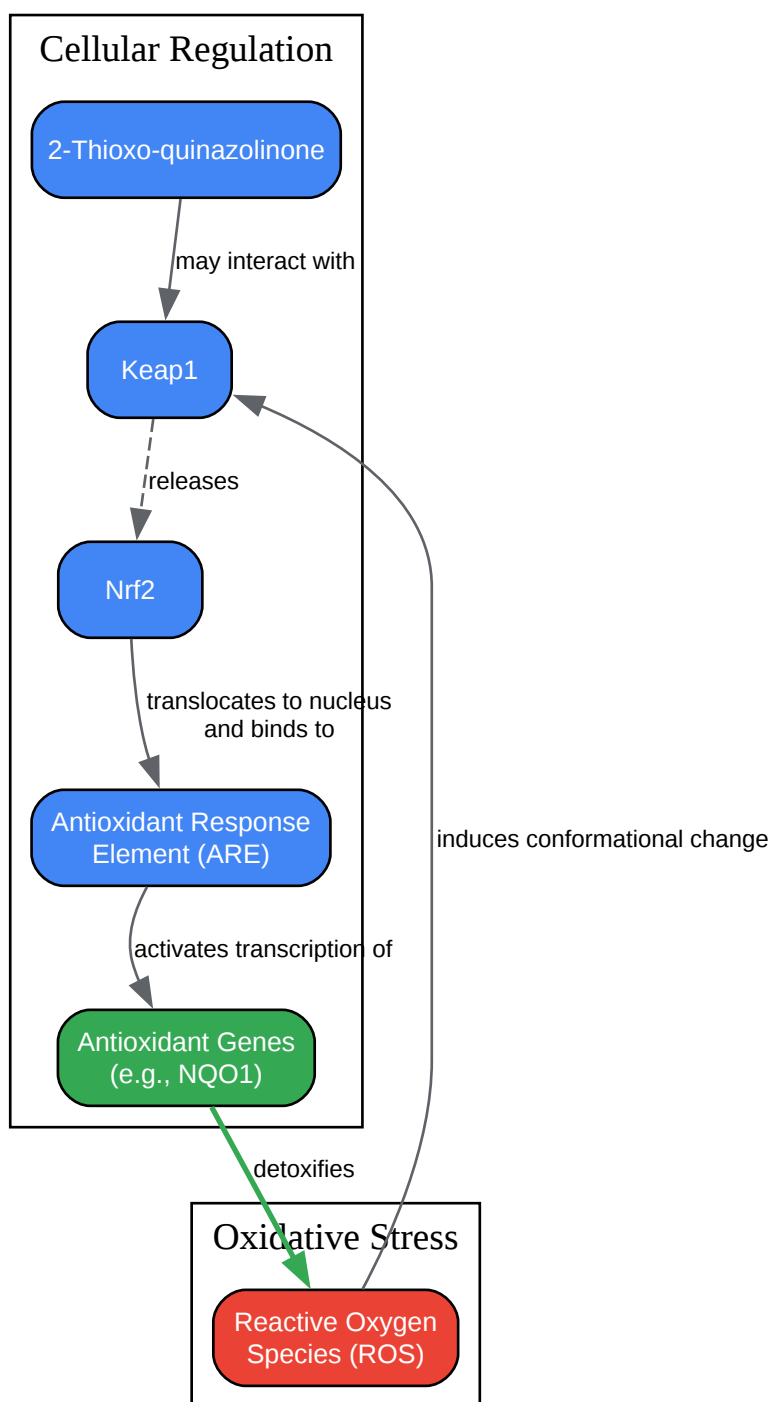 Cellular Regulation
2-Thioxo-quinazolinone
may interact with
Keap1
releases
Nrf2
translocates to nucleus
and binds to
Antioxidant Response
Element (ARE)
induces conformational change
activates transcription of
Antioxidant Genes
(e.g., NQO1)
detoxifies
Oxidative Stress
Reactive Oxygen
Species (ROS)